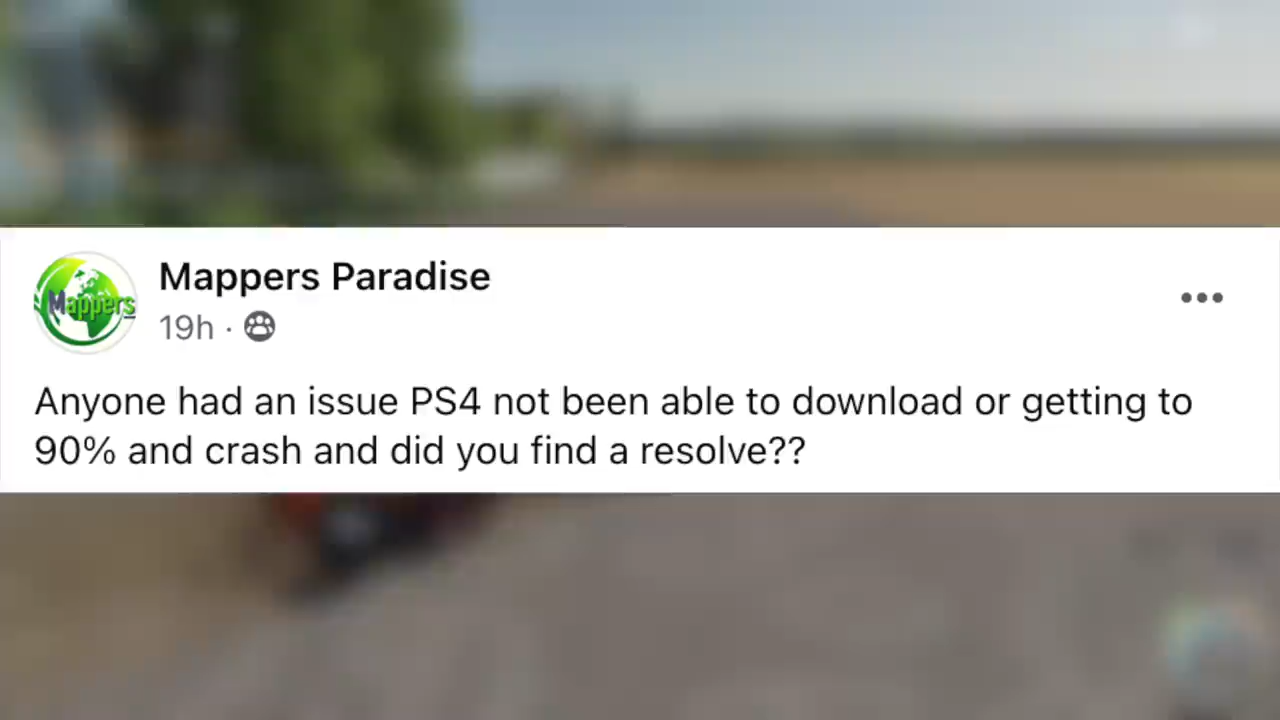 Mappers Paradise
19h ·
Mappers
Anyone had an issue PS4 not been able to download or getting to
90% and crash and did you find a resolve??